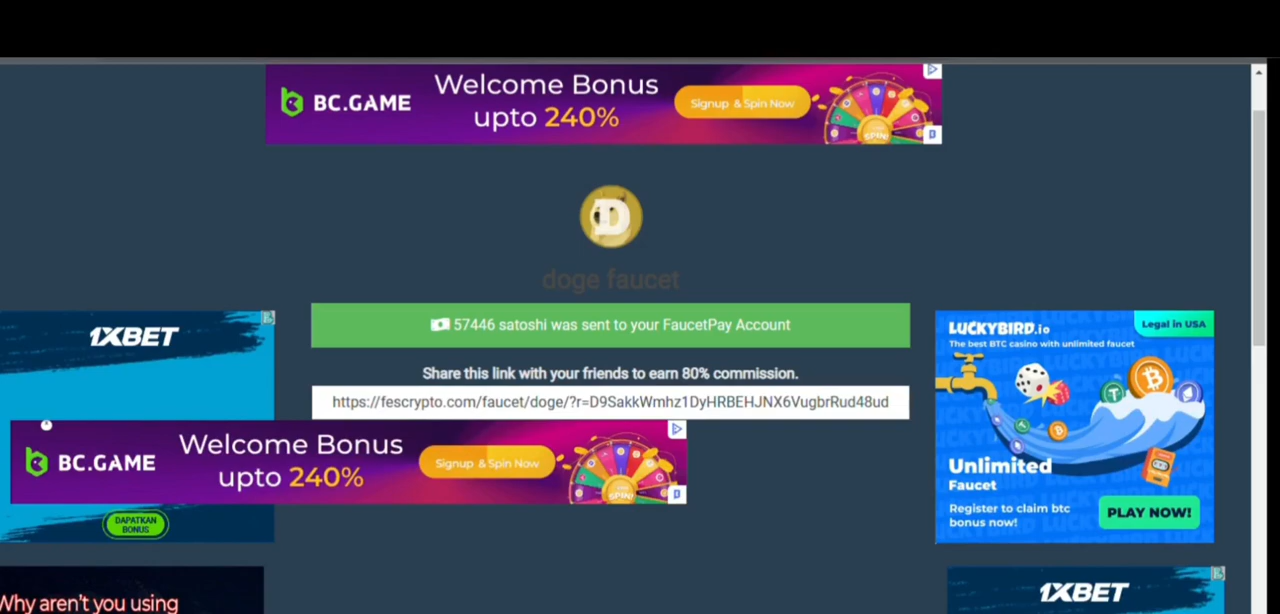 BC.GAME
Welcome Bonus
upto 240%
Signup & Spin Now
SPIN!
doge faucet
57446 satoshi was sent to your FaucetPay Account
Share this link with your friends to earn 80% commission.
https://fescrypto.com/faucet/doge/?r=D9SakkWmhz1DyHRBEHJNX6VugbrRud48ud
1XBET
BC.GAME
Welcome Bonus
upto 240%
Signup & Spin Now
SPIN!
DAPATKAN
BONUS
Why aren't you using
LUCKYBIRD.io
Legal in USA
The best BTC casino with unlimited faucet
Unlimited
Faucet
Register to claim btc
bonus now!
PLAY NOW!
1XBET